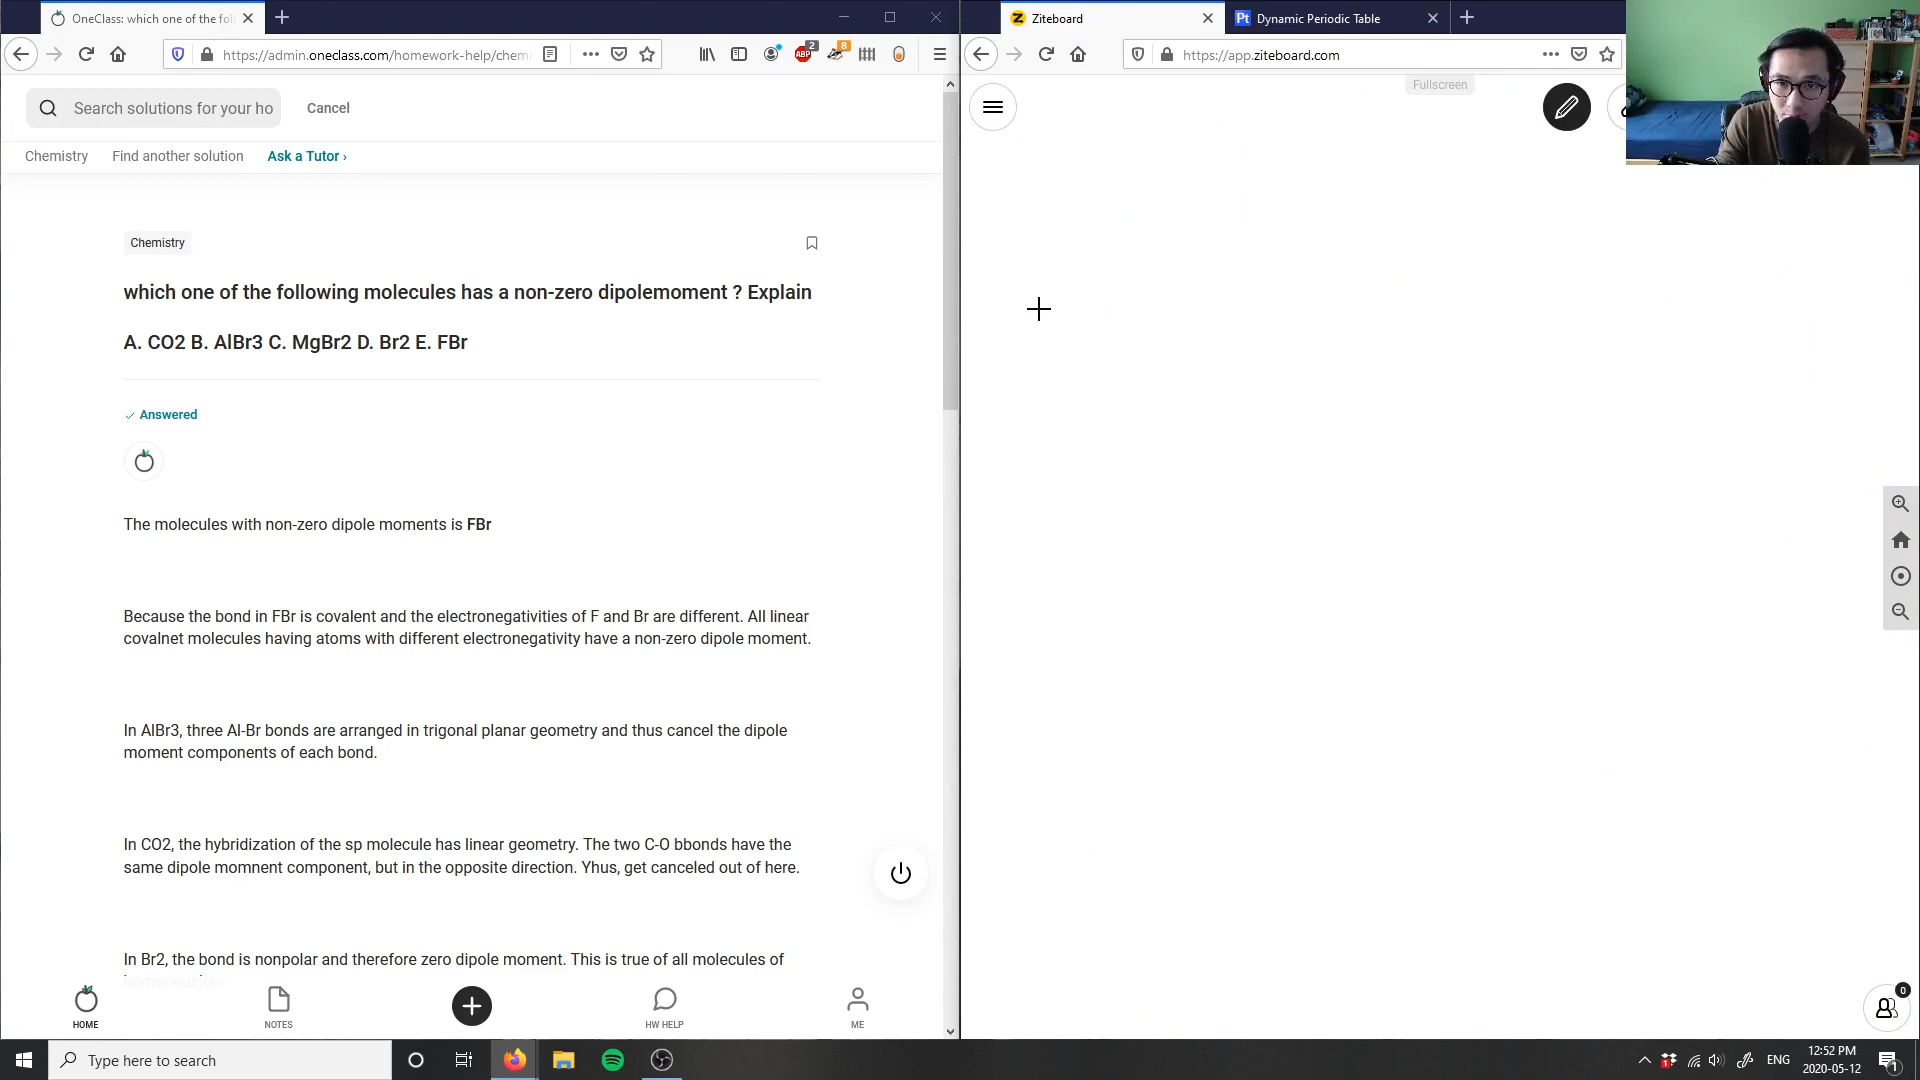 OneClass: which one of the foll
https://admin.oneclass.com/homework-help/chemi
2
8
Search solutions for your ho
Cancel
Chemistry
Find another solution
Ask a Tutor ›
Chemistry
which one of the following molecules has a non-zero dipolemoment ? Explain
A. CO2 B. AlBr3 C. MgBr2 D. Br2 E. FBr
Answered
The molecules with non-zero dipole moments is FBr
Because the bond in FBr is covalent and the electronegativities of F and Br are different. All linear
covalnet molecules having atoms with different electronegativity have a non-zero dipole moment.
In AlBr3, three Al-Br bonds are arranged in trigonal planar geometry and thus cancel the dipole
moment components of each bond.
In CO2, the hybridization of the sp molecule has linear geometry. The two C-O bbonds have the
same dipole momnent component, but in the opposite direction. Yhus, get canceled out of here.
In Br2, the bond is nonpolar and therefore zero dipole moment. This is true of all molecules of
HOME
NOTES
HW HELP
ME
Z Ziteboard
Pt Dynamic Periodic Table
https://app.ziteboard.com
ABP
Fullscreen
0
Type here to search
1
ENG
12:52 PM
2020-05-12
1